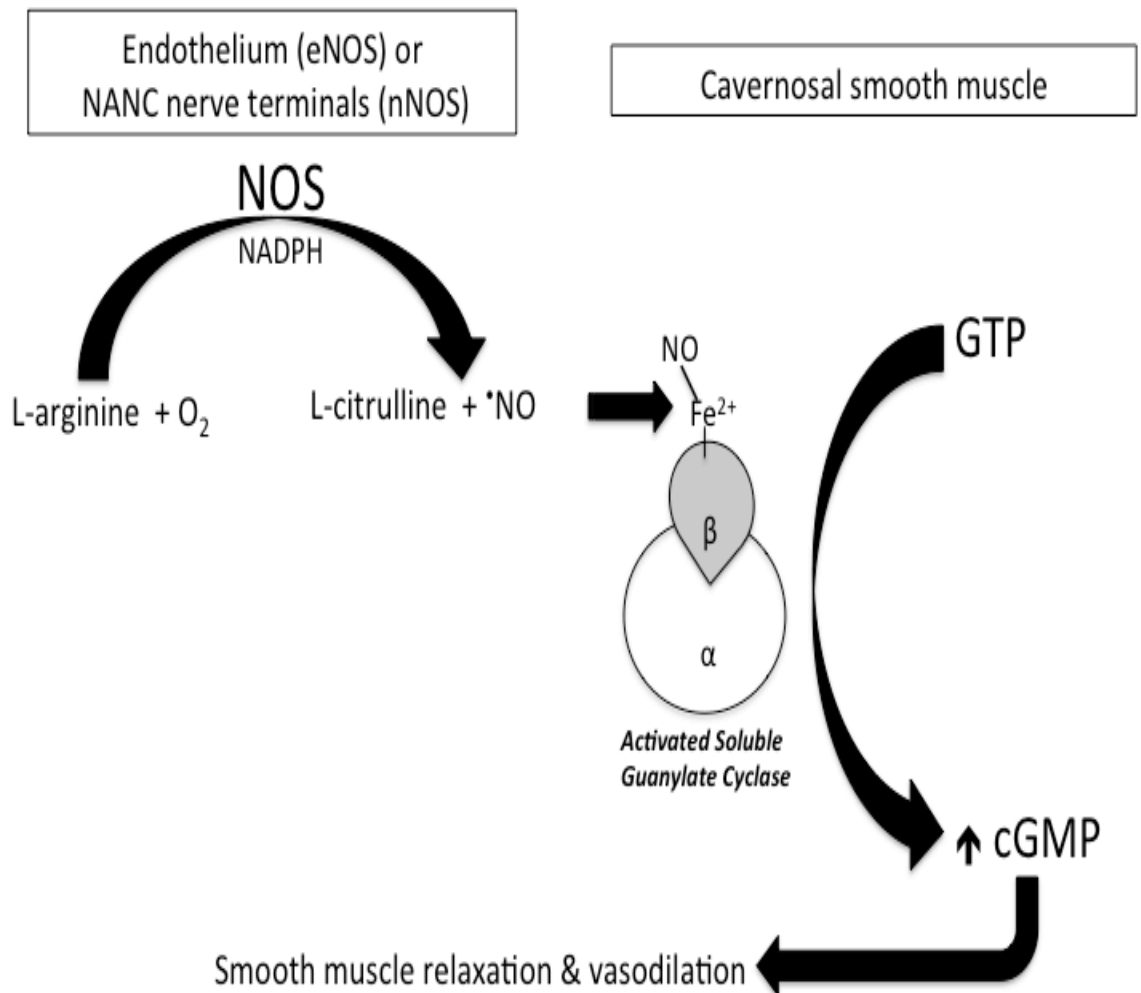 Endothelium (eNOS) or
NANC nerve terminals (nNOS)
Cavernosal smooth muscle
NOS
NADPH
L-arginine + O₂
L-citrulline + •NO
NO
Fe²⁺
β
α
Activated Soluble
Guanylate Cyclase
GTP
↑ cGMP
Smooth muscle relaxation & vasodilation